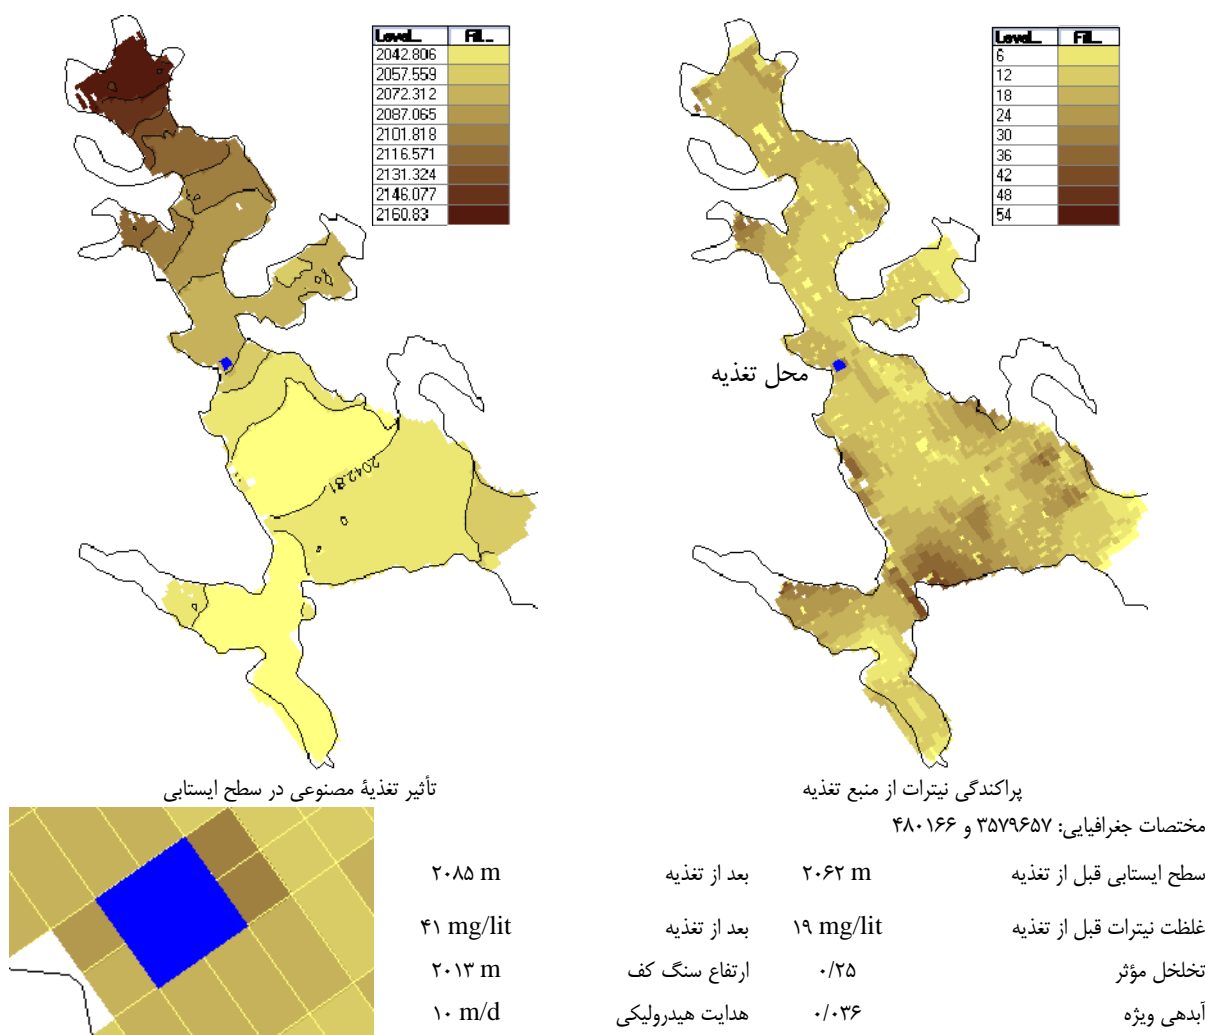 Level... Fill...
2042.806
2057.559
2072.312
2087.065
2101.818
2116.571
2131.324
2146.077
2160.83
Level... Fill...
6
12
18
24
30
36
42
48
54
محل تغذیه
2042.81
تأثیر تغذیهٔ مصنوعی در سطح ایستابی
پراکندگی نیترات از منبع تغذیه
مختصات جغرافیایی: ۳۵۷۹۶۵۷ و ۴۸۰۱۶۶
سطح ایستابی قبل از تغذیه ۲۰۶۲ m بعد از تغذیه ۲۰۸۵ m
غلظت نیترات قبل از تغذیه ۱۹ mg/lit بعد از تغذیه ۴۱ mg/lit
تخلخل مؤثر ۰/۲۵ ارتفاع سنگ کف ۲۰۱۳ m
آبدهی ویژه ۰/۰۳۶ هدایت هیدرولیکی ۱۰ m/d